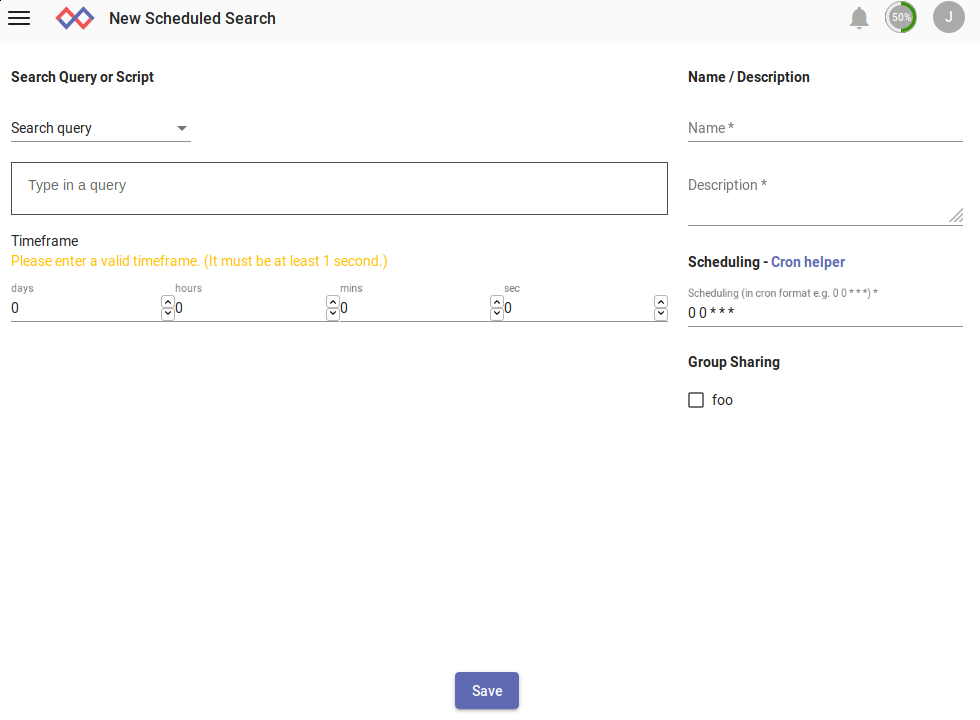 New Scheduled Search
50%
J
Search Query or Script
Search query
Type in a query
Timeframe
Please enter a valid timeframe. (It must be at least 1 second.)
days hours mins sec
0 0 0 0
Name / Description
Name *
Description *
Scheduling - Cron helper
Scheduling (in cron format e.g. 0 0 * * *) *
0 0 * * *
Group Sharing
foo
Save